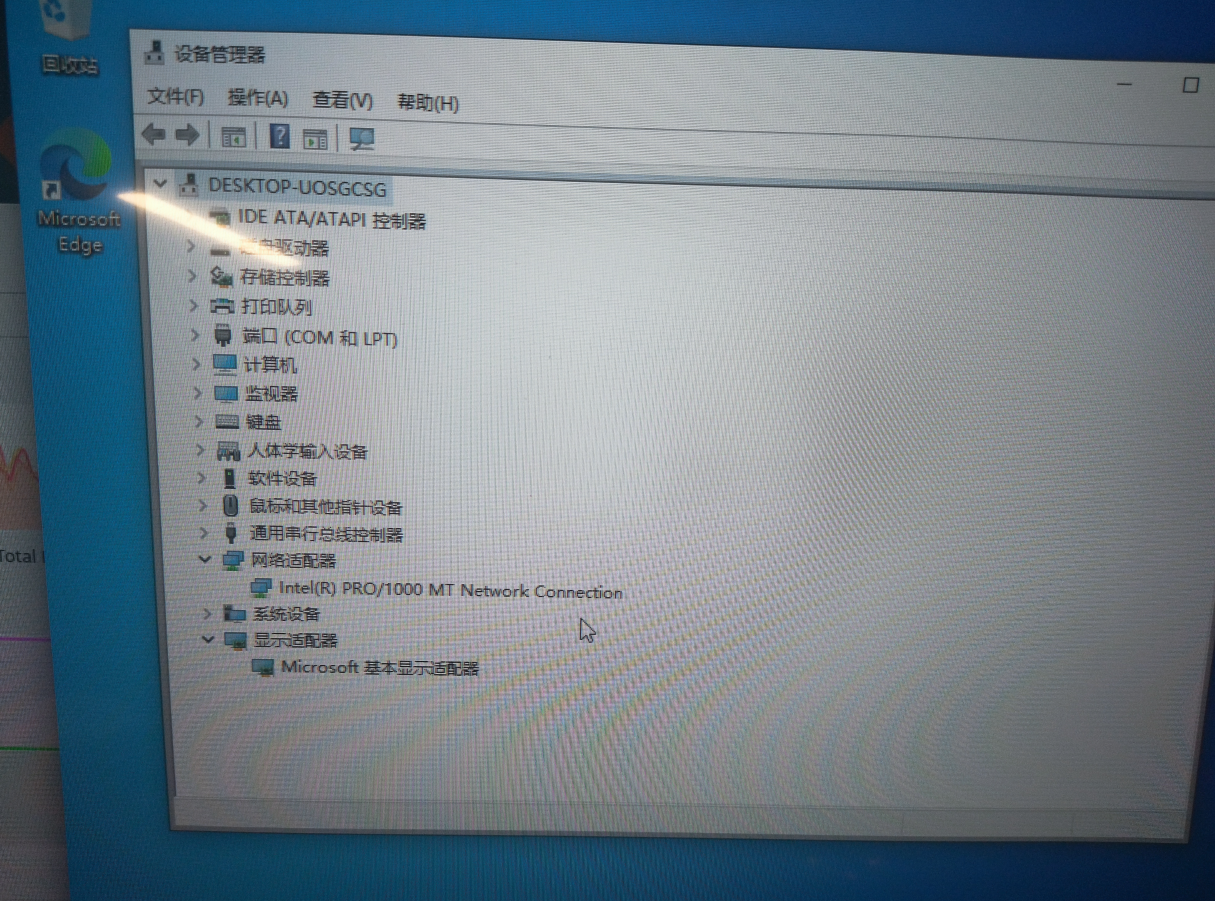 回收站
Microsoft
Edge
设备管理器
文件(F) 操作(A) 查看(V) 帮助(H)
DESKTOP-UOSGCSG
IDE ATA/ATAPI 控制器
磁盘驱动器
存储控制器
打印队列
端口 (COM 和 LPT)
计算机
监视器
键盘
人体学输入设备
软件设备
鼠标和其他指针设备
通用串行总线控制器
网络适配器
Intel(R) PRO/1000 MT Network Connection
系统设备
显示适配器
Microsoft 基本显示适配器
Total